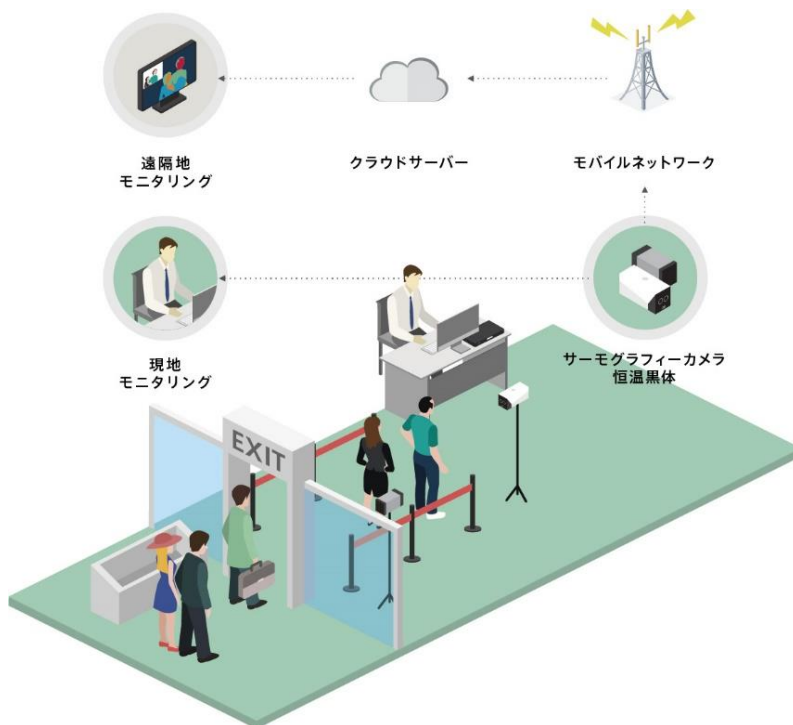 遠隔地
モニタリング
クラウドサーバー
モバイルネットワーク
現地
モニタリング
サーモグラフィーカメラ
恒温黒体
EXIT